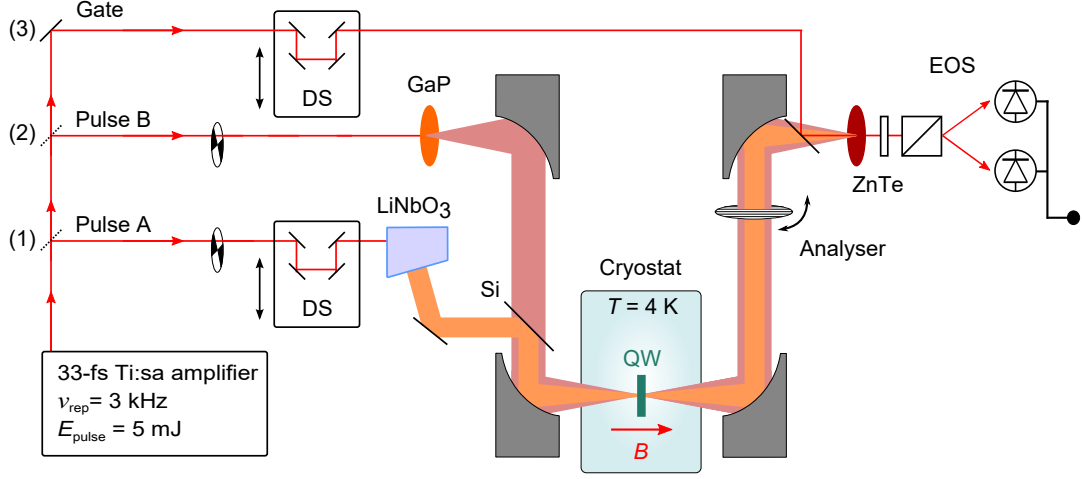 (3)
Gate
DS
GaP
EOS
(2)
Pulse B
ZnTe
LiNbO3
(1)
Pulse A
DS
Si
Analyser
Cryostat
T = 4 K
QW
B
33-fs Ti:sa amplifier
νrep= 3 kHz
Epulse = 5 mJ